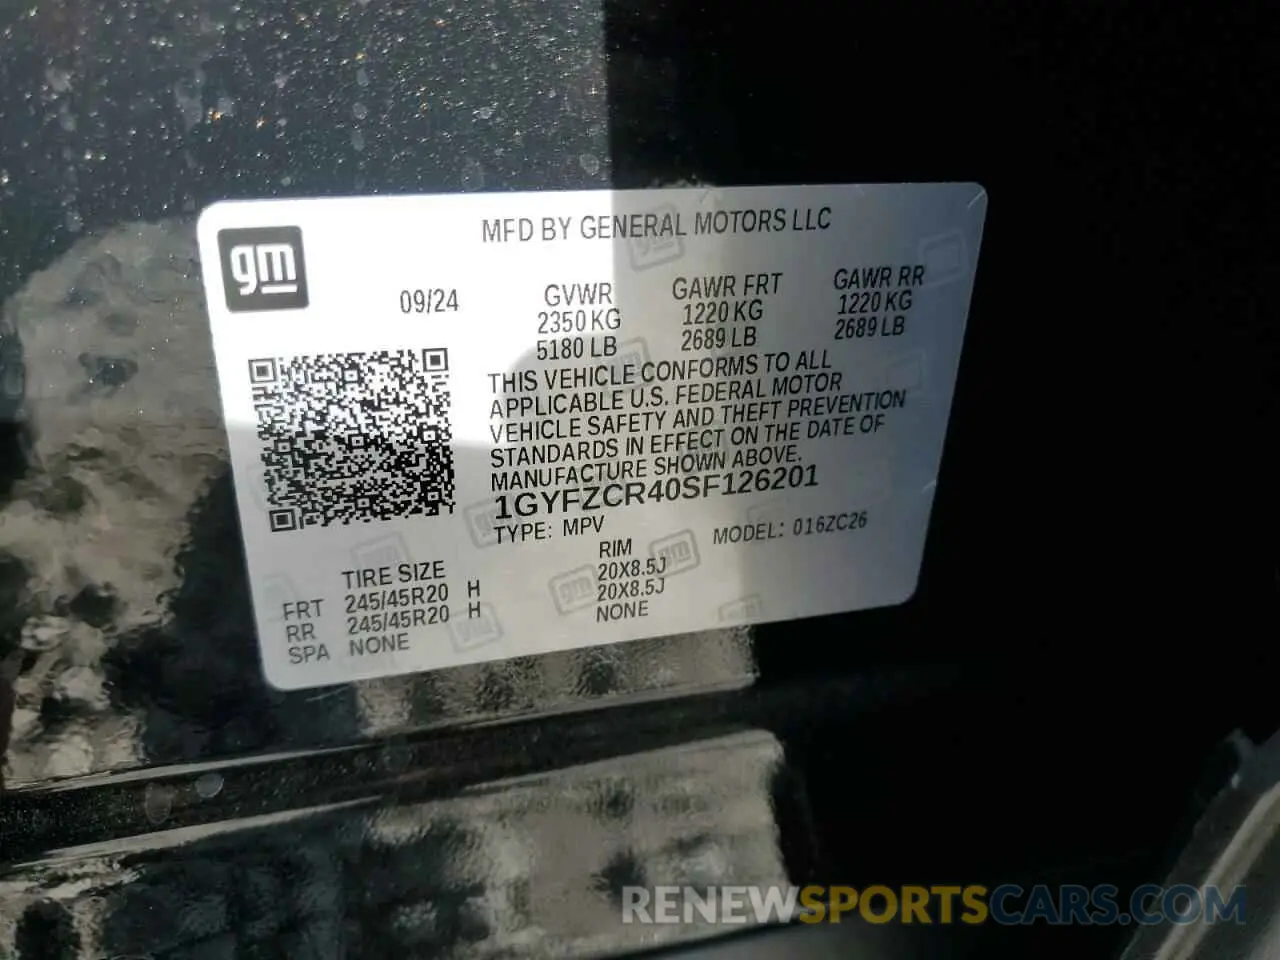 gm
MFD BY GENERAL MOTORS LLC
09/24
GVWR
2350 KG
5180 LB
GAWR FRT
1220 KG
2689 LB
GAWR RR
1220 KG
2689 LB
THIS VEHICLE CONFORMS TO ALL
APPLICABLE U.S. FEDERAL MOTOR
VEHICLE SAFETY AND THEFT PREVENTION
STANDARDS IN EFFECT ON THE DATE OF
MANUFACTURE SHOWN ABOVE.
1GYFZCR40SF126201
TYPE: MPV
MODEL: 016ZC26
TIRE SIZE RIM
FRT 245/45R20 H 20X8.5J
RR 245/45R20 H 20X8.5J
SPA NONE NONE
RENEWSPORTSCARS.COM